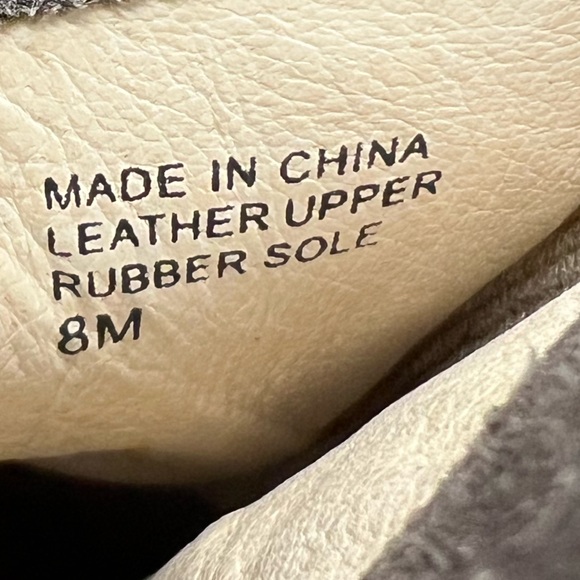 MADE IN CHINA
LEATHER UPPER
RUBBER SOLE
8M